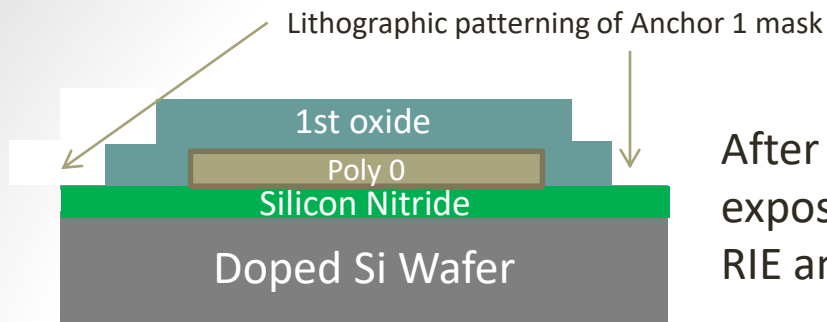 Lithographic patterning of Anchor 1 mask
1st oxide
Poly 0
Silicon Nitride
Doped Si Wafer
After
expos
RIE an